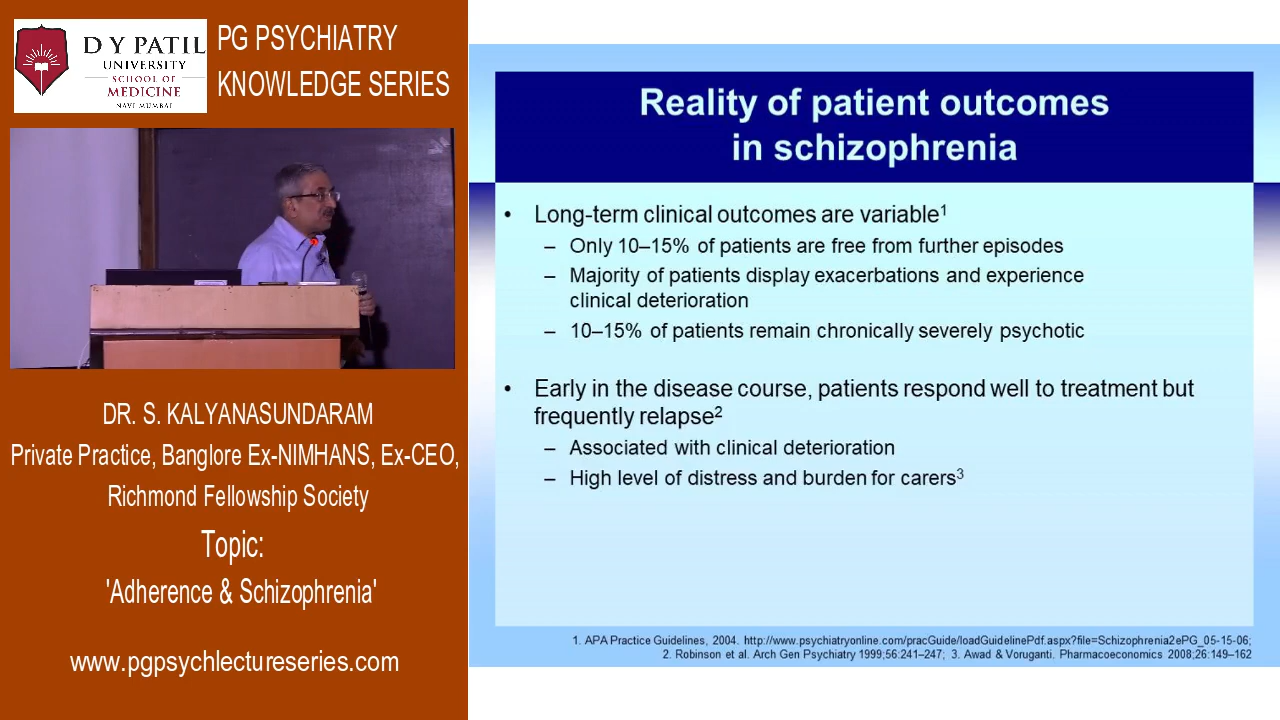 D Y PATIL
UNIVERSITY
SCHOOL OF
MEDICINE
NAVI MUMBAI
PG PSYCHIATRY
KNOWLEDGE SERIES
DR. S. KALYANASUNDARAM
Private Practice, Banglore Ex-NIMHANS, Ex-CEO,
Richmond Fellowship Society
Topic:
'Adherence & Schizophrenia'
www.pgpsychlectureseries.com
Reality of patient outcomes
in schizophrenia
• Long-term clinical outcomes are variable1
– Only 10–15% of patients are free from further episodes
– Majority of patients display exacerbations and experience
clinical deterioration
– 10–15% of patients remain chronically severely psychotic
• Early in the disease course, patients respond well to treatment but
frequently relapse2
– Associated with clinical deterioration
– High level of distress and burden for carers3
1. APA Practice Guidelines, 2004. http://www.psychiatryonline.com/pracGuide/loadGuidelinePdf.aspx?file=Schizophrenia2ePG_05-15-06;
2. Robinson et al. Arch Gen Psychiatry 1999;56:241–247; 3. Awad & Voruganti. Pharmacoeconomics 2008;26:149–162